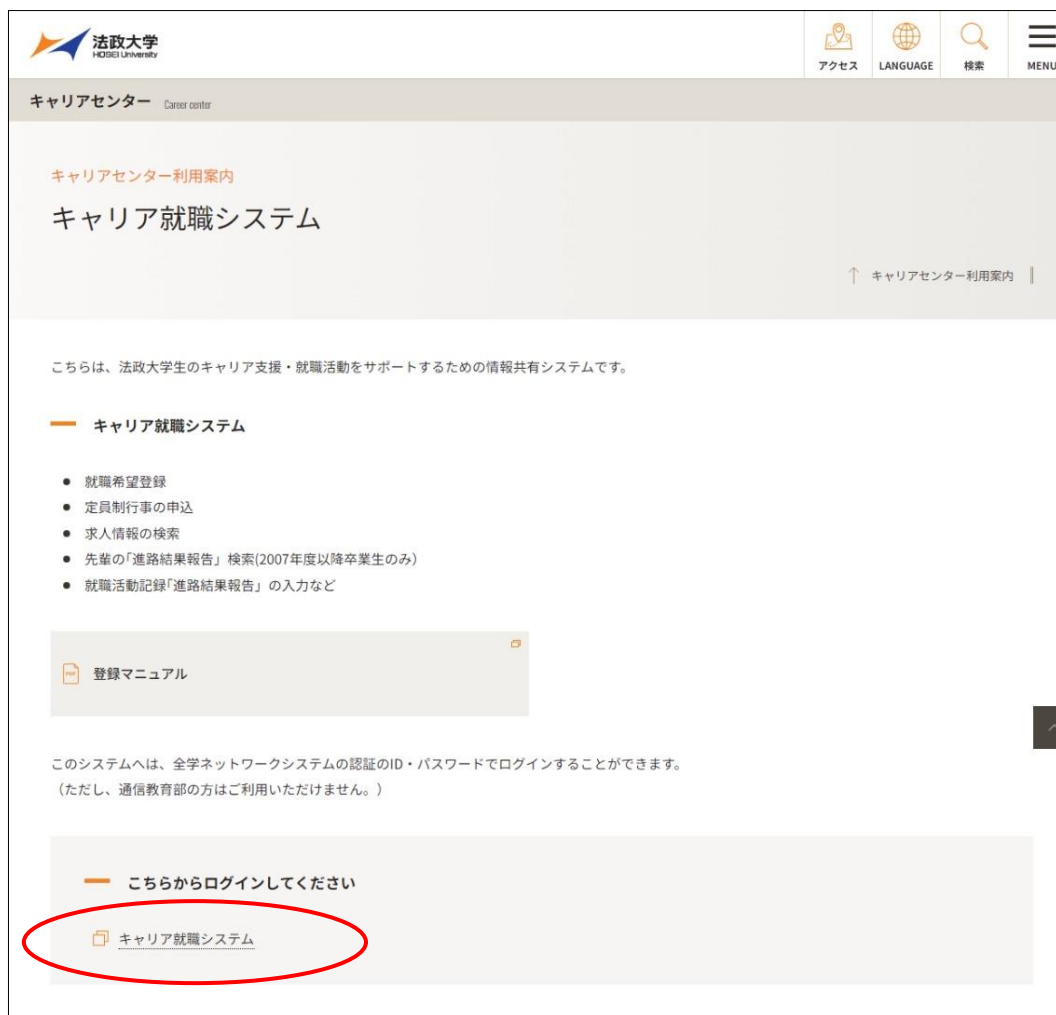 法政大学
HOSEI University
アクセス
LANGUAGE
検索
MENU
キャリアセンター Career center
キャリアセンター利用案内
キャリア就職システム
↑ キャリアセンター利用案内
こちらは、法政大学生のキャリア支援・就職活動をサポートするための情報共有システムです。
キャリア就職システム
● 就職希望登録
● 定員制行事の申込
● 求人情報の検索
● 先輩の「進路結果報告」検索(2007年度以降卒業生のみ)
● 就職活動記録「進路結果報告」の入力など
PDF 登録マニュアル
このシステムへは、全学ネットワークシステムの認証のID・パスワードでログインすることができます。
（ただし、通信教育部の方はご利用いただけません。）
こちらからログインしてください
キャリア就職システム